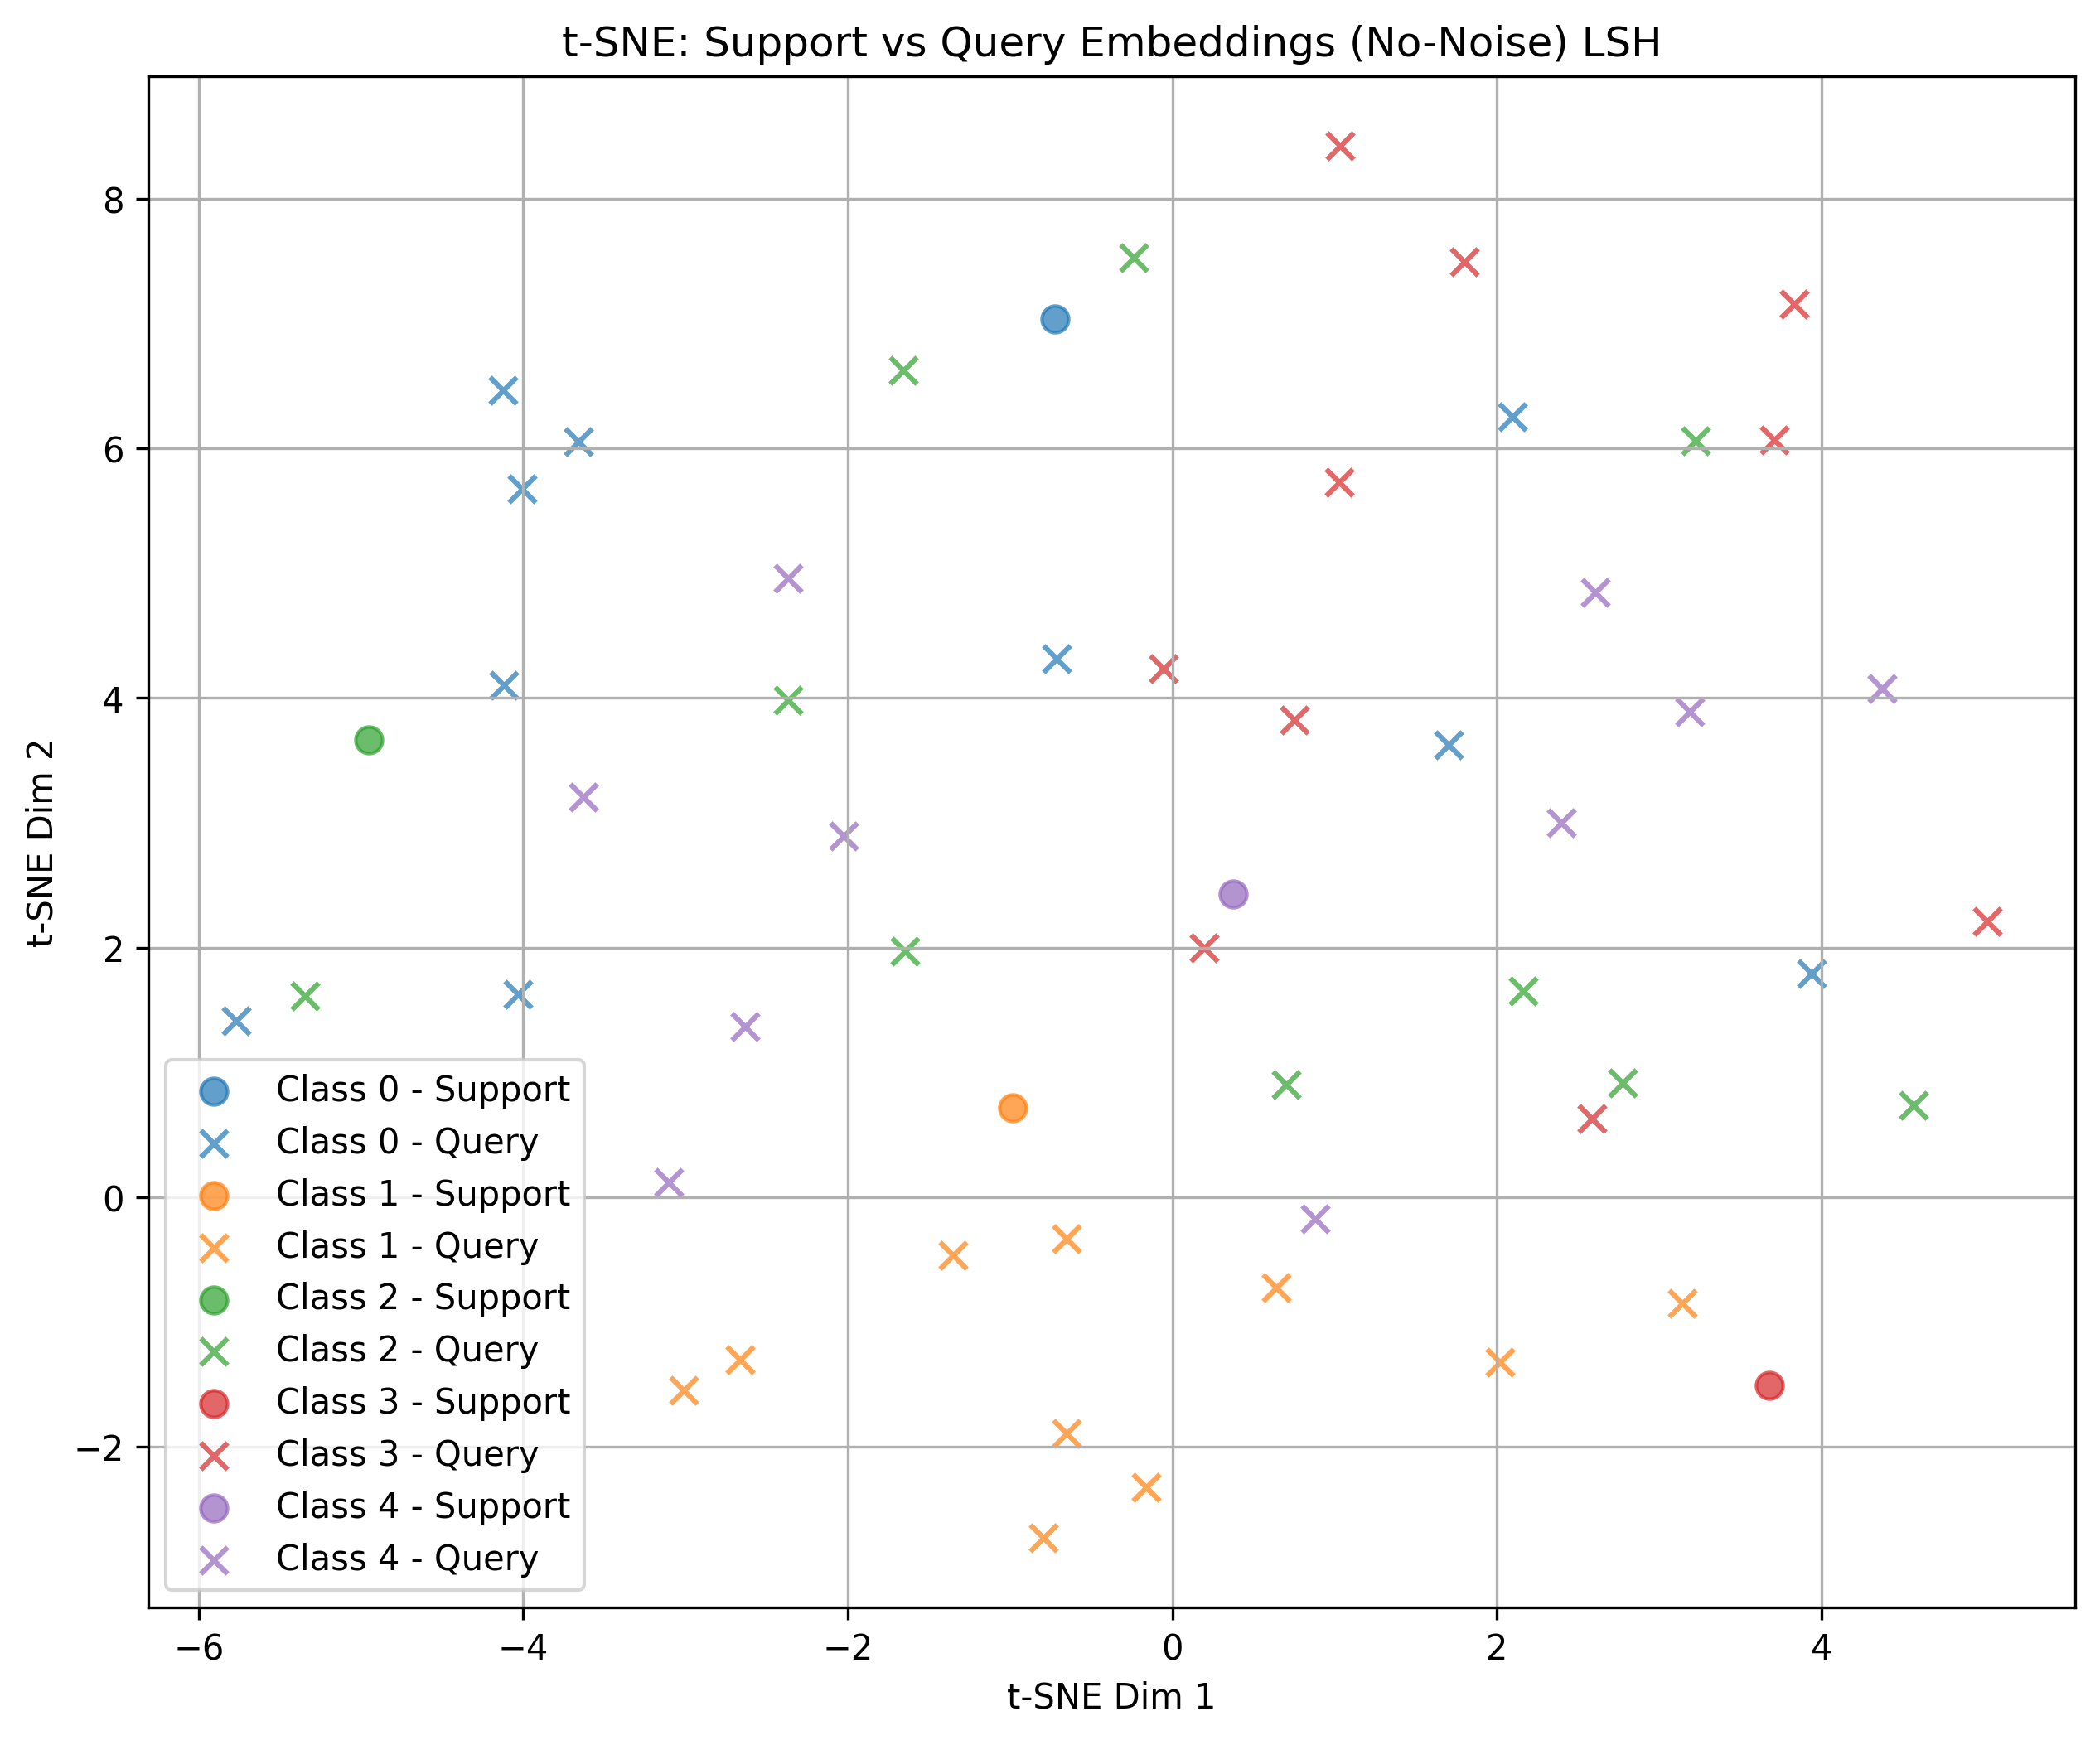 t-SNE: Support vs Query Embeddings (No-Noise) LSH
8
6
4
2
0
−2
t-SNE Dim 2
Class 0 - Support
Class 0 - Query
Class 1 - Support
Class 1 - Query
Class 2 - Support
Class 2 - Query
Class 3 - Support
Class 3 - Query
Class 4 - Support
Class 4 - Query
−6 −4 −2 0 2 4
t-SNE Dim 1